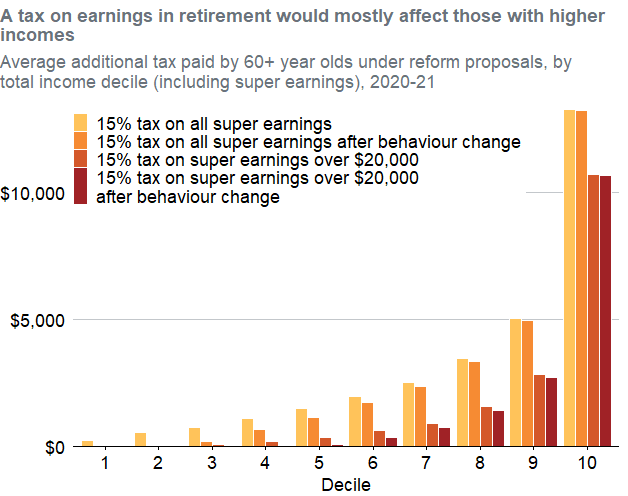 A tax on earnings in retirement would mostly affect those with higher
incomes
Average additional tax paid by 60+ year olds under reform proposals, by
total income decile (including super earnings), 2020-21
15% tax on all super earnings
15% tax on all super earnings after behaviour change
15% tax on super earnings over $20,000
15% tax on super earnings over $20,000
after behaviour change
$10,000
$5,000
$0
1 2 3 4 5 6 7 8 9 10
Decile